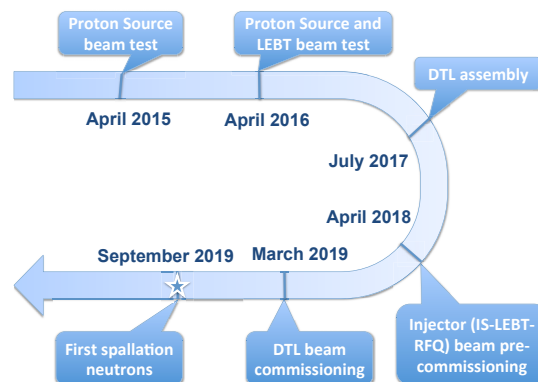 Proton Source
beam test
Proton Source and
LEBT beam test
DTL assembly
April 2015
April 2016
July 2017
April 2018
September 2019
March 2019
First spallation
neutrons
DTL beam
commissioning
Injector (IS-LEBT-
RFQ) beam pre-
commissioning